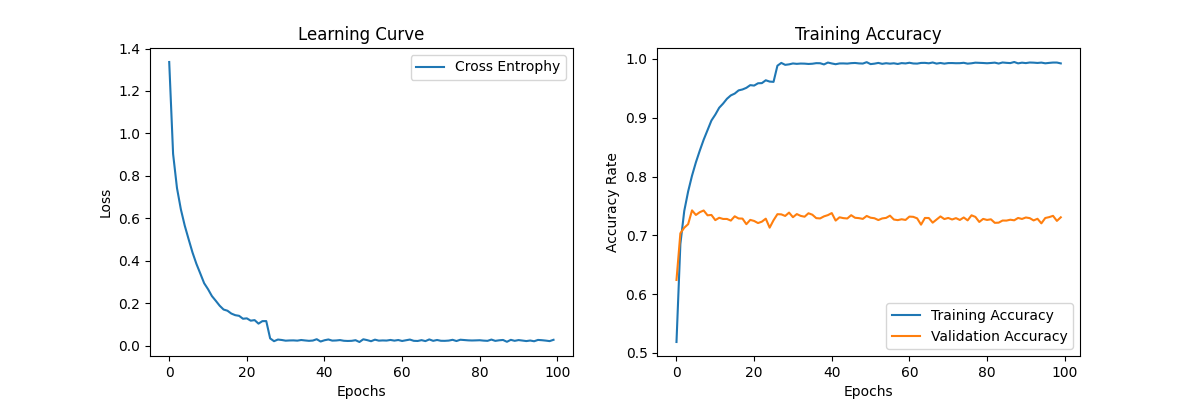 Learning Curve
1.4
1.2
1.0
0.8
0.6
0.4
0.2
0.0
Loss
0 20 40 60 80 100
Epochs
Cross Entrophy
Training Accuracy
1.0
0.9
0.8
0.7
0.6
0.5
Accuracy Rate
0 20 40 60 80 100
Epochs
Training Accuracy
Validation Accuracy